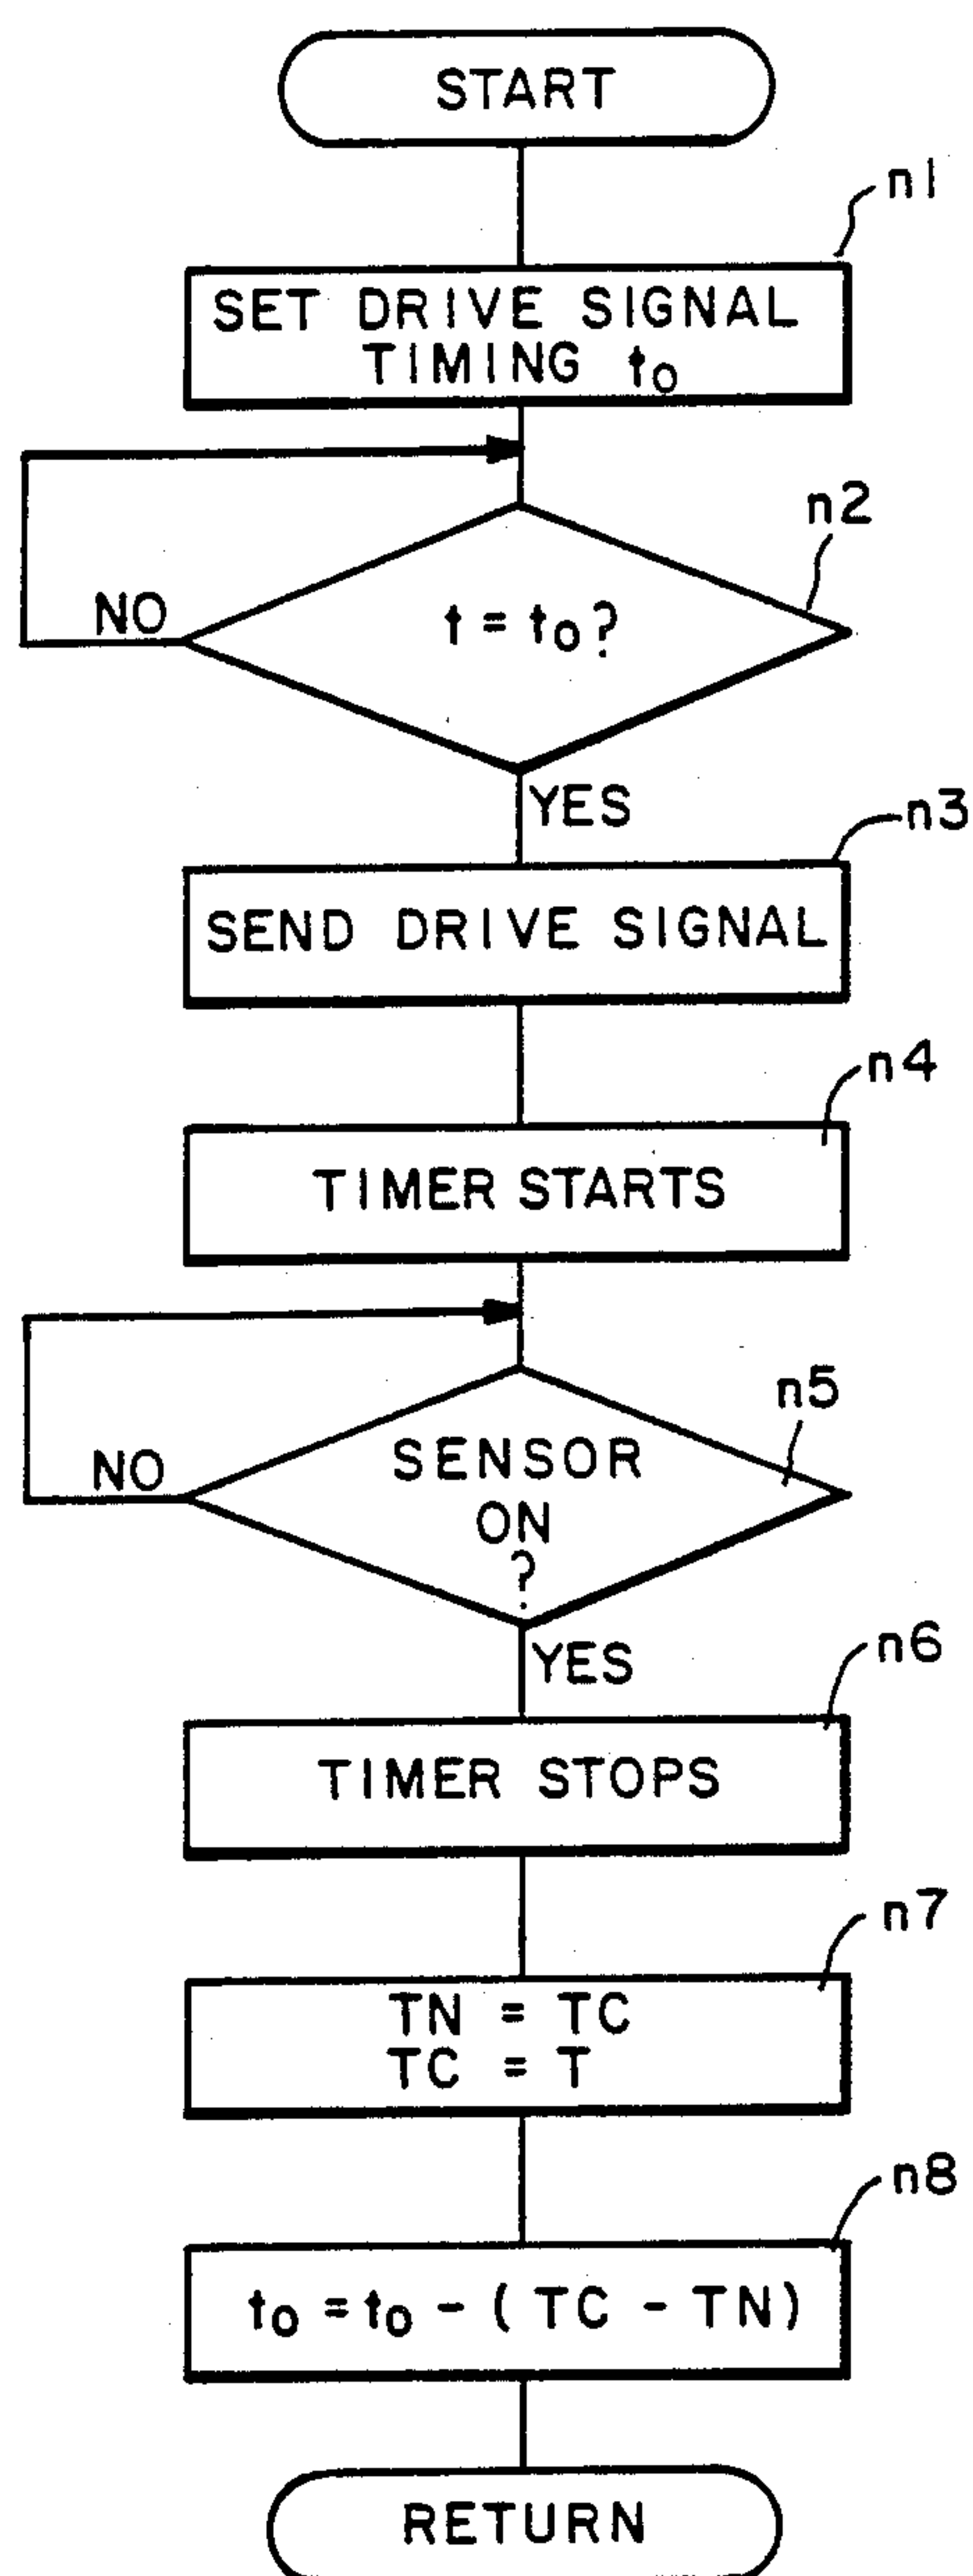 START
n1
SET DRIVE SIGNAL
TIMING t₀
n2
t = t₀?
NO
YES
n3
SEND DRIVE SIGNAL
n4
TIMER STARTS
n5
SENSOR
ON
?
NO
YES
n6
TIMER STOPS
n7
TN = TC
TC = T
n8
t₀ = t₀ - ( TC - TN )
RETURN